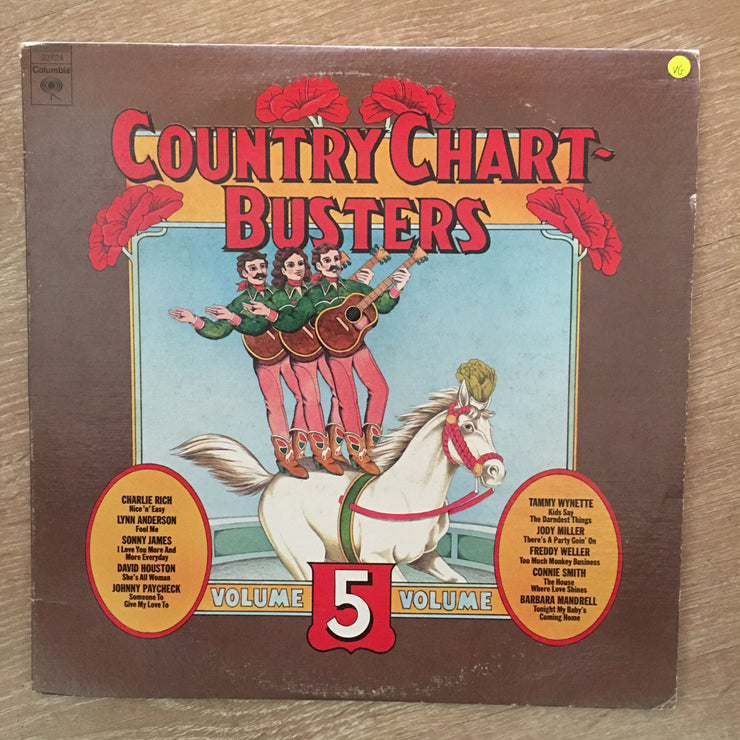 32724
Columbia
VG
COUNTRY CHART-
BUSTERS
CHARLIE RICH
Nice 'n' Easy
LYNN ANDERSON
Fool Me
SONNY JAMES
I Love You More And
More Everyday
DAVID HOUSTON
She's All Woman
JOHNNY PAYCHECK
Someone To
Give My Love To
TAMMY WYNETTE
Kids Say
The Darndest Things
JODY MILLER
There's A Party Goin' On
FREDDY WELLER
Too Much Monkey Business
CONNIE SMITH
The House
Where Love Shines
BARBARA MANDRELL
Tonight My Baby's
Coming Home
VOLUME 5 VOLUME